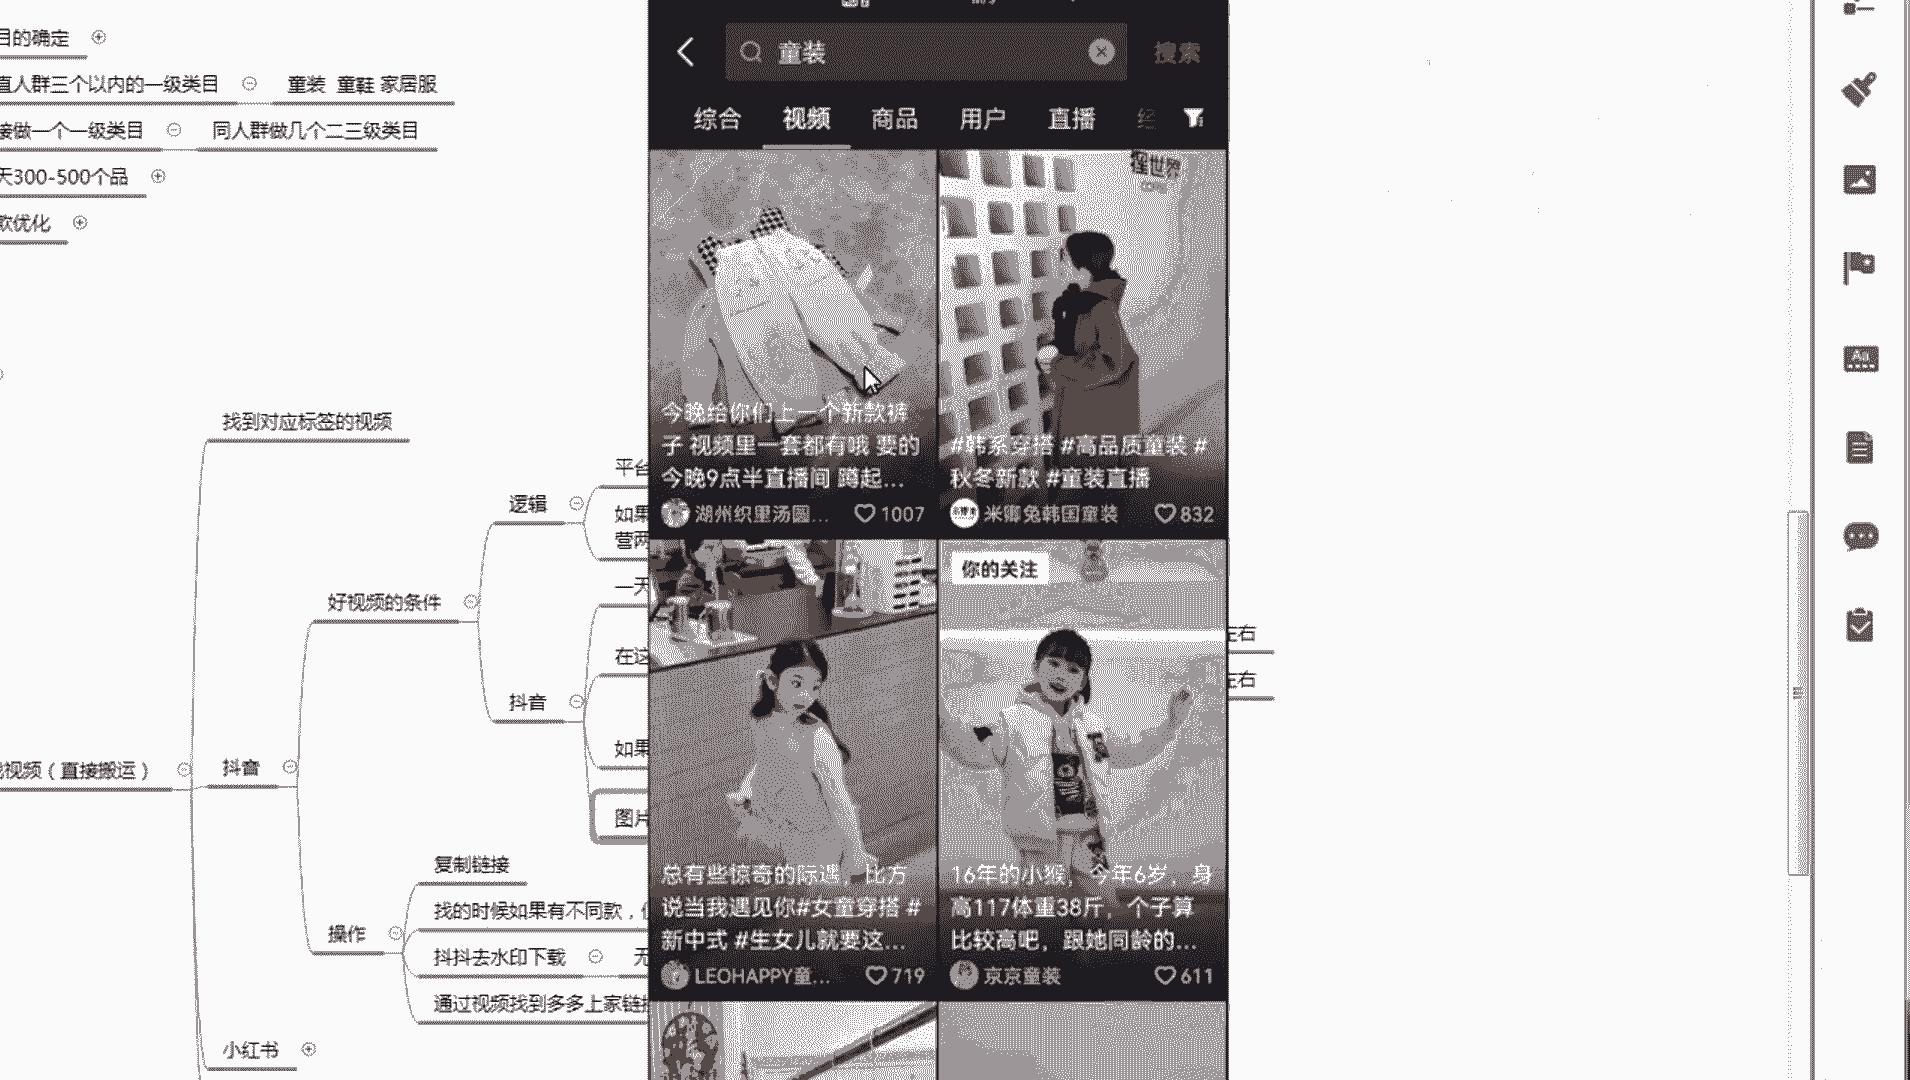 目的确定
直人群三个以内的一级类目
童装 童鞋 家居服
接做一个一级类目
同人群做几个二三级类目
天300-500个品
款优化
找到对应标签的视频
逻辑
平台
如果
营两
好视频的条件
一天
在这
抖音
如果
图片
找视频（直接搬运）
抖音
复制链接
找的时候如果有不同款，
操作
抖抖去水印下载
无
通过视频找到多多上家链接
小红书
童装
搜索
综合
视频
商品
用户
直播
经
捏世界
今晚给你们上一个新款裤
子 视频里一套都有哦 要的
今晚9点半直播间 蹲起...
湖州织里汤圆...
1007
#韩系穿搭 #高品质童装 #
秋冬新款 #童装直播
米卿兔韩国童装
832
总有些惊奇的际遇，比方
说当我遇见你#女童穿搭 #
新中式 #生女儿就要这...
LEOHAPPY童...
719
你的关注
16年的小猴，今年6岁，身
高117体重38斤，个子算
比较高吧，跟她同龄的...
京京童装
611
左右
左右
Aa